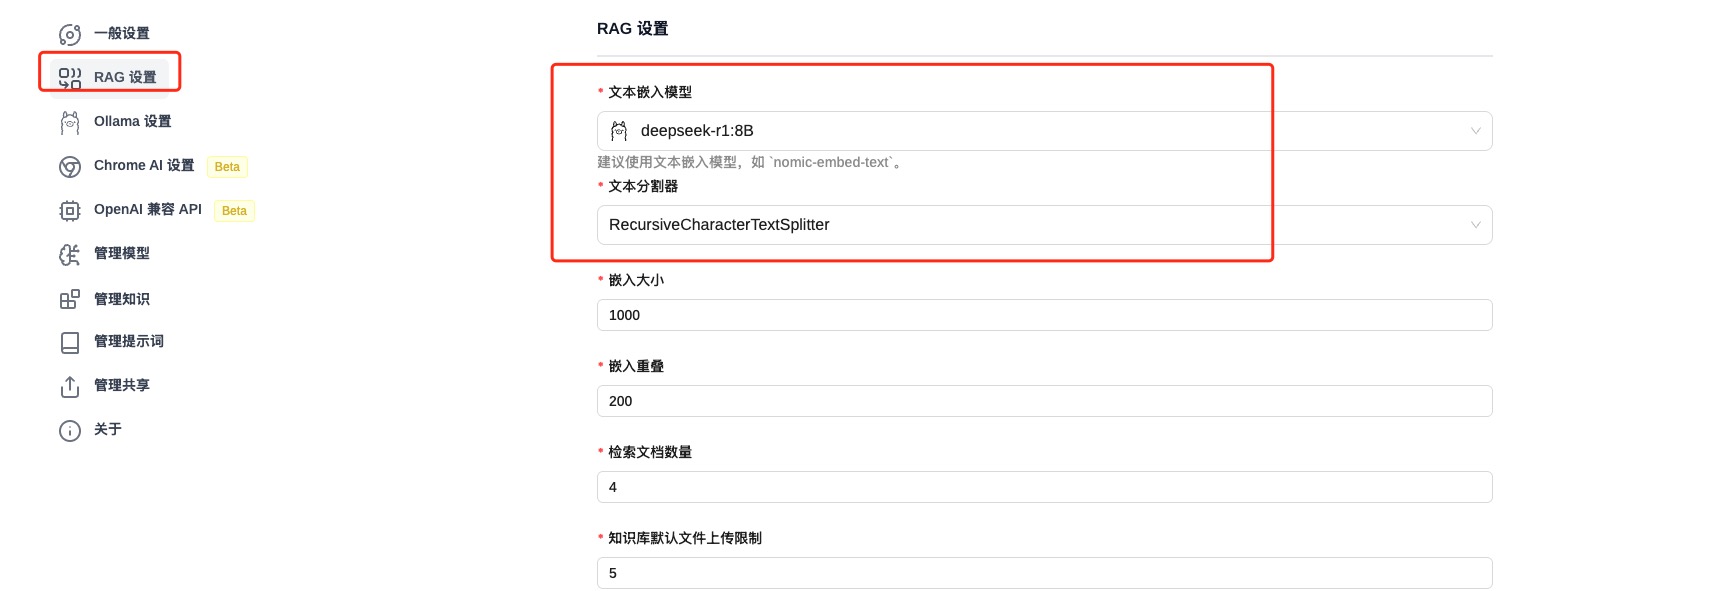 一般设置
RAG 设置
Ollama 设置
Chrome AI 设置 Beta
OpenAI 兼容 API Beta
管理模型
管理知识
管理提示词
管理共享
关于
RAG 设置
* 文本嵌入模型
deepseek-r1:8B
建议使用文本嵌入模型，如 `nomic-embed-text`。
* 文本分割器
RecursiveCharacterTextSplitter
* 嵌入大小
1000
* 嵌入重叠
200
* 检索文档数量
4
* 知识库默认文件上传限制
5